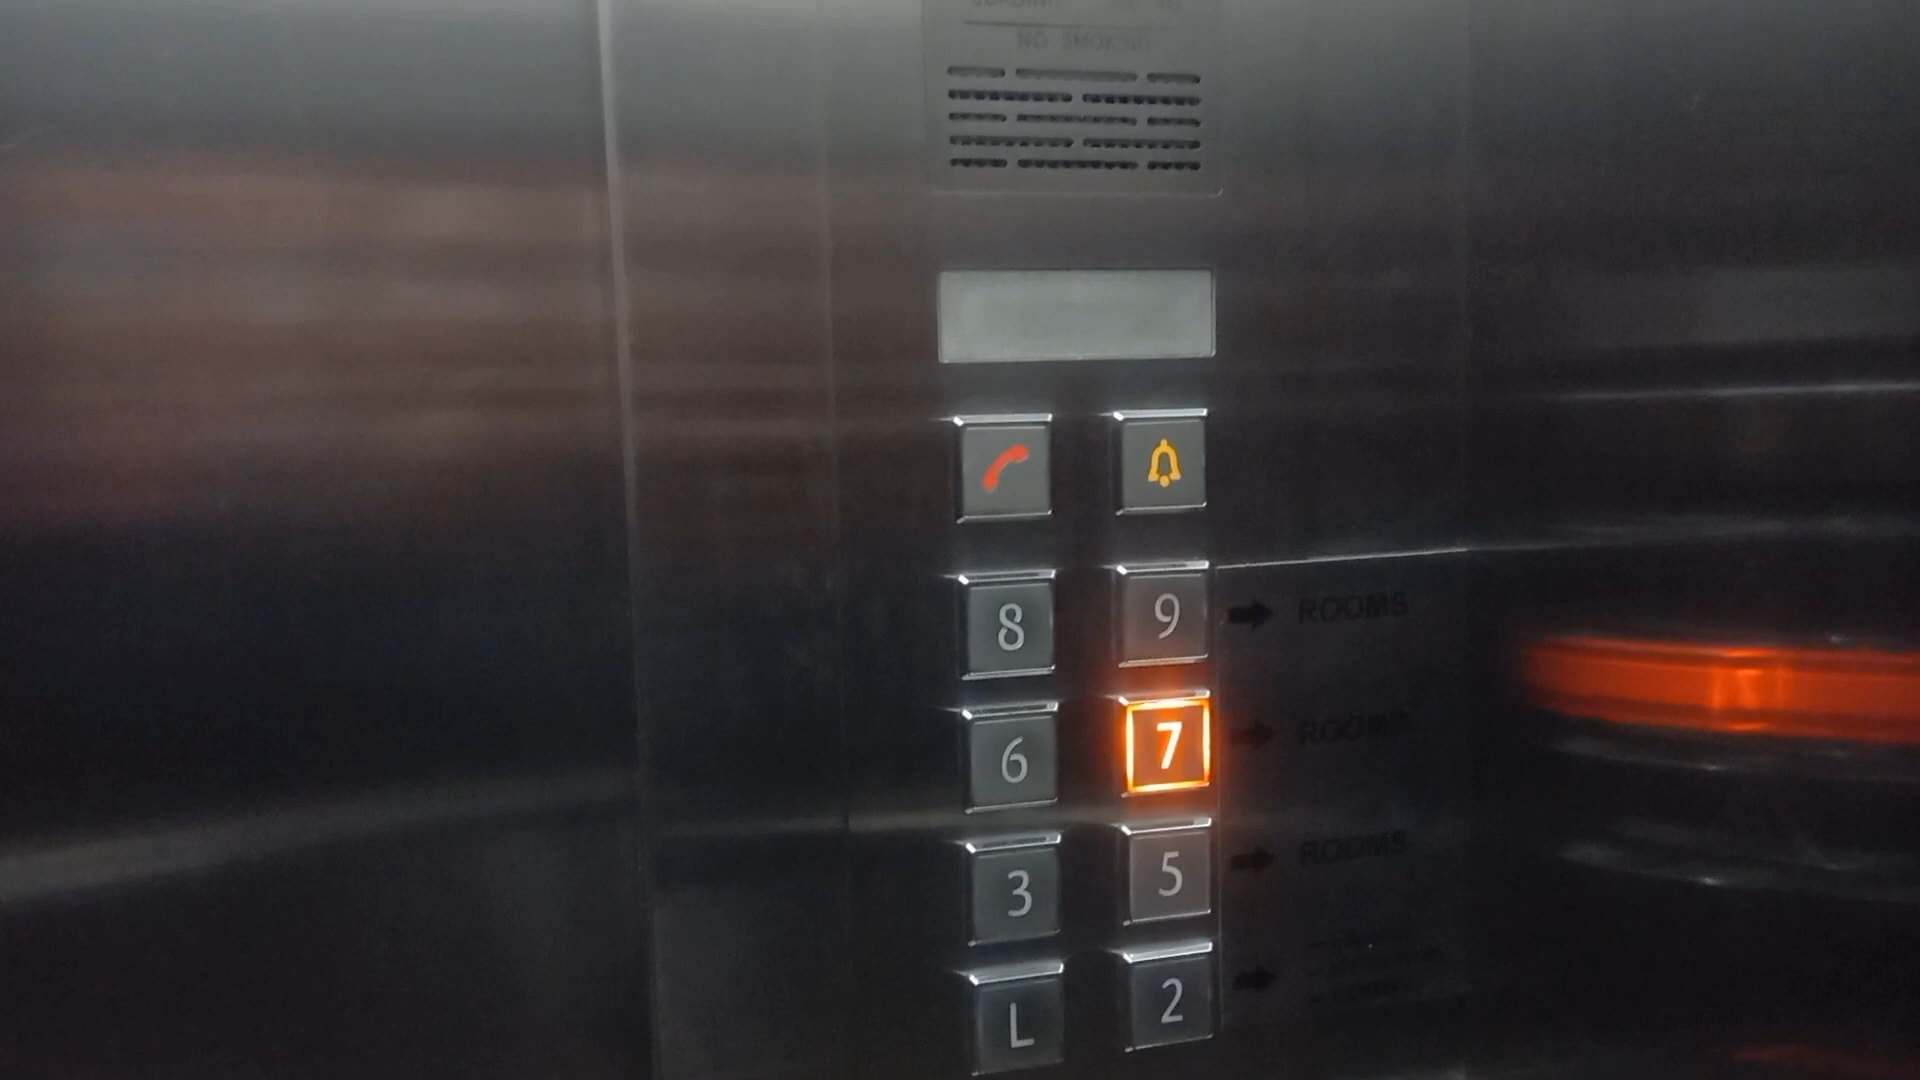 NO SMOKING
8 9 ROOMS
6 7 ROOMS
3 5 ROOMS
L 2